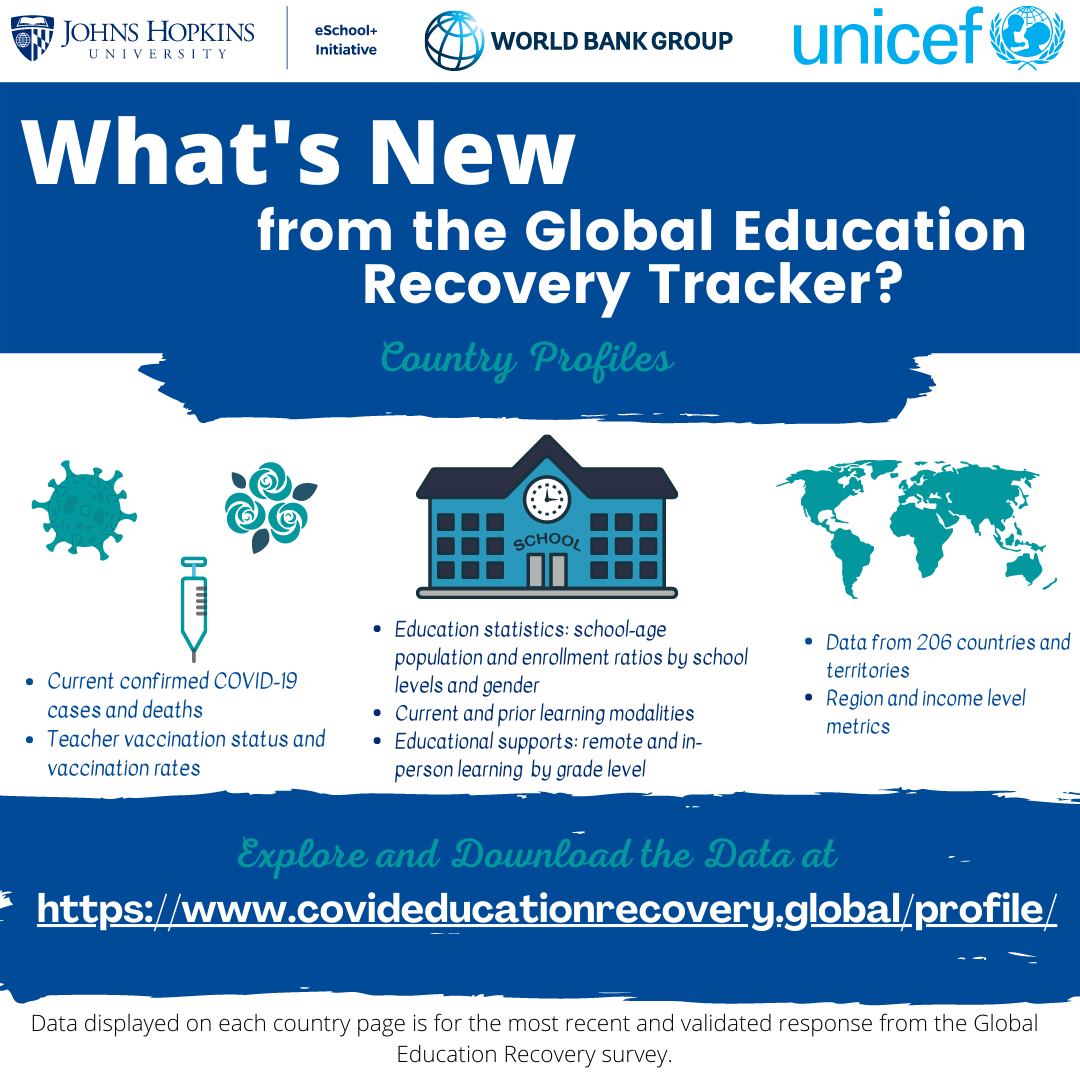 JOHNS HOPKINS
UNIVERSITY
eSchool+
Initiative
WORLD BANK GROUP
unicef
What's New
from the Global Education
Recovery Tracker?
Country Profiles
SCHOOL
• Current confirmed COVID-19
cases and deaths
• Teacher vaccination status and
vaccination rates
• Education statistics: school-age
population and enrollment ratios by school
levels and gender
• Current and prior learning modalities
• Educational supports: remote and in-
person learning by grade level
• Data from 206 countries and
territories
• Region and income level
metrics
Explore and Download the Data at
https://www.covideducationrecovery.global/profile/
Data displayed on each country page is for the most recent and validated response from the Global
Education Recovery survey.